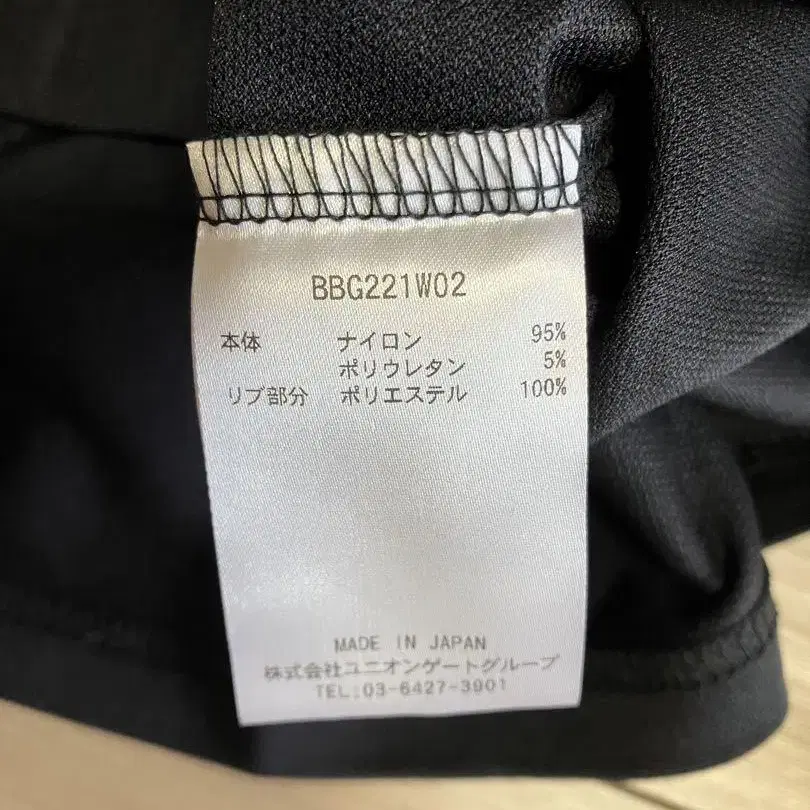 BBG221W02
本体 ナイロン 95%
ポリウレタン 5%
リブ部分 ポリエステル 100%
MADE IN JAPAN
株式会社ユニオンゲートグループ
TEL:03-6427-3901